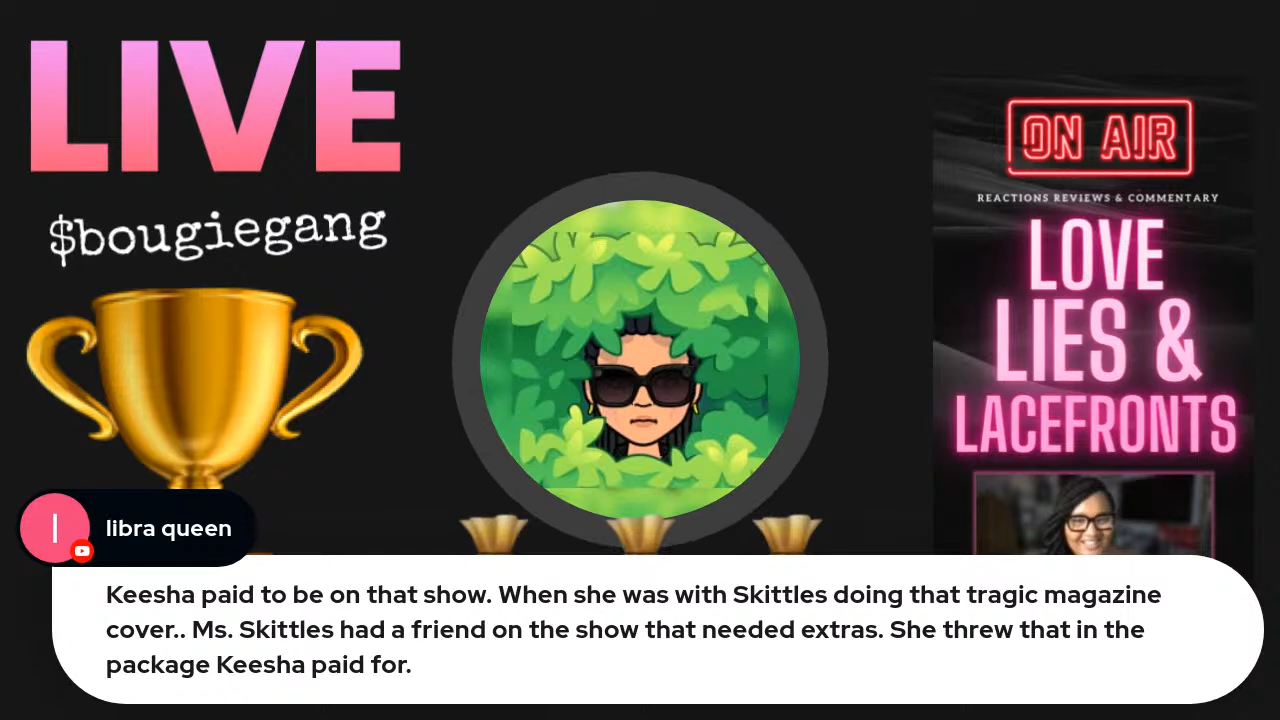 LIVE
$bougiegang
ON AIR
REACTIONS REVIEWS & COMMENTARY
LOVE
LIES &
LACEFRONTS
l
libra queen
Keesha paid to be on that show. When she was with Skittles doing that tragic magazine
cover.. Ms. Skittles had a friend on the show that needed extras. She threw that in the
package Keesha paid for.